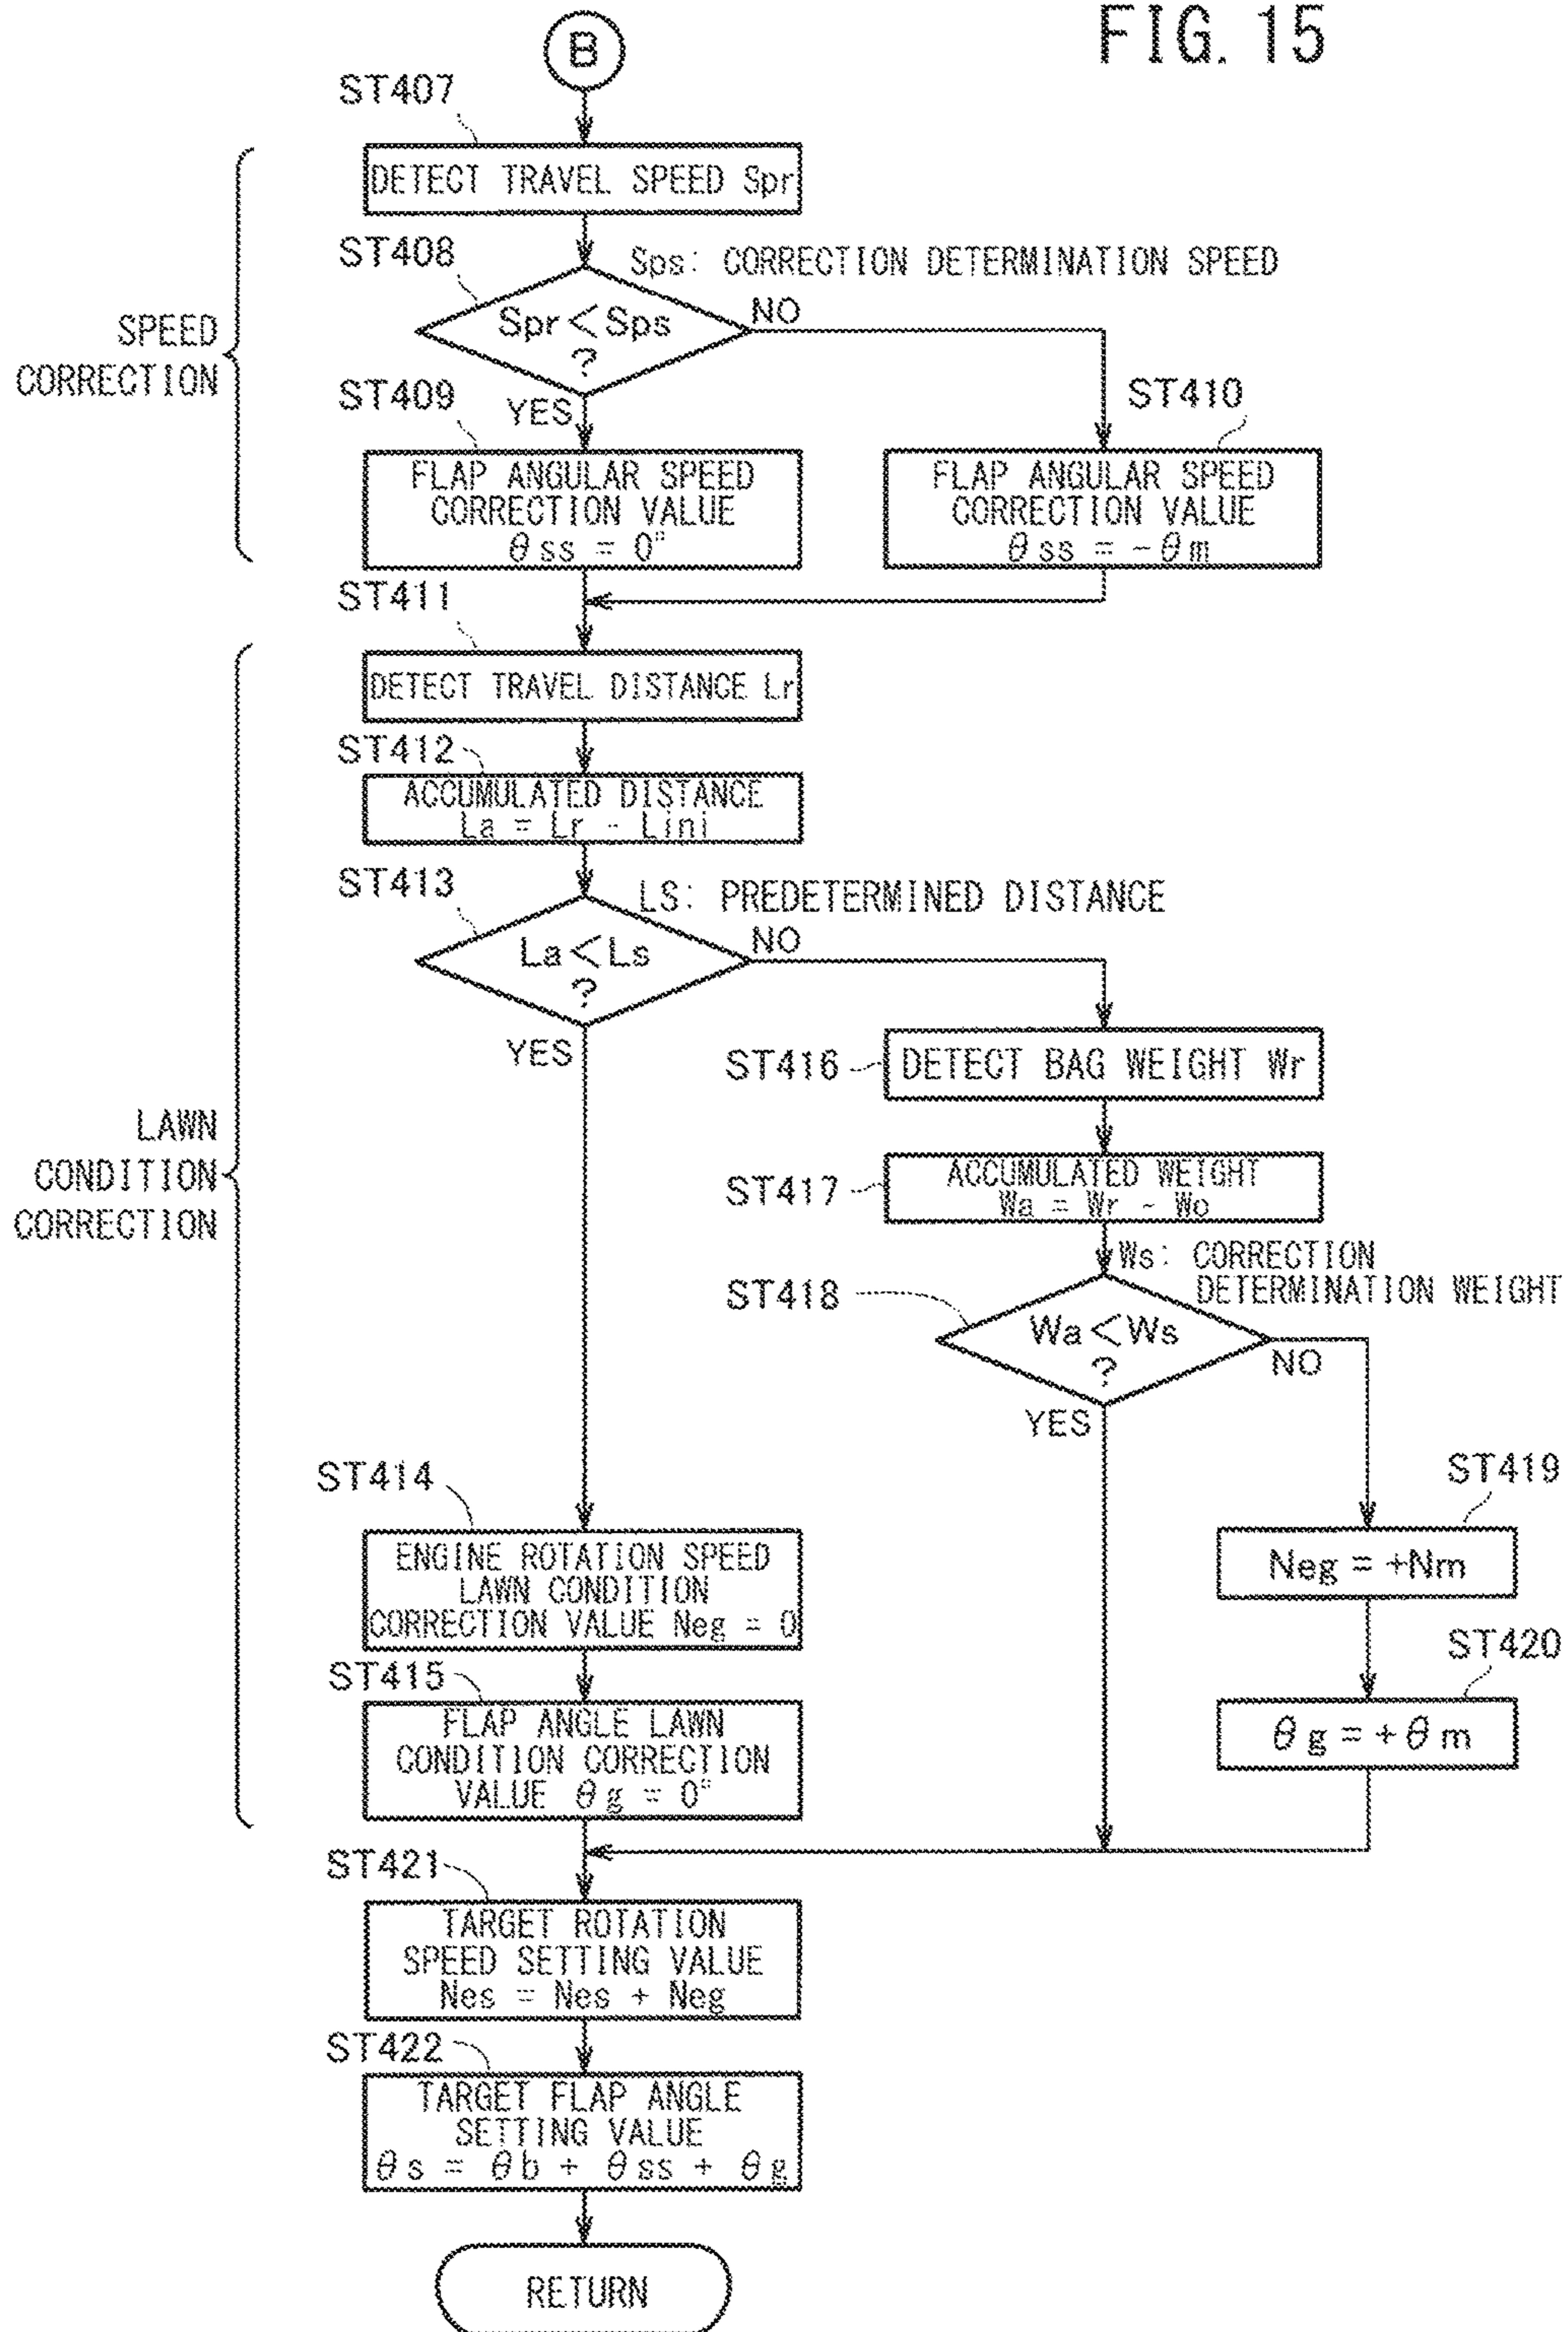 FIG. 15
B
ST407
DETECT TRAVEL SPEED Spr
ST408
Sps: CORRECTION DETERMINATION SPEED
Spr<Sps
?
NO
YES
SPEED
CORRECTION
ST409
FLAP ANGULAR SPEED
CORRECTION VALUE
θss = 0°
ST410
FLAP ANGULAR SPEED
CORRECTION VALUE
θss = -θm
ST411
DETECT TRAVEL DISTANCE Lr
ST412
ACCUMULATED DISTANCE
La = Lr - Lini
ST413
LS: PREDETERMINED DISTANCE
La<Ls
?
NO
YES
ST416
DETECT BAG WEIGHT Wr
LAWN
CONDITION
CORRECTION
ST417
ACCUMULATED WEIGHT
Wa = Wr - Wo
Ws: CORRECTION
DETERMINATION WEIGHT
ST418
Wa<Ws
?
NO
YES
ST414
ENGINE ROTATION SPEED
LAWN CONDITION
CORRECTION VALUE Neg = 0
ST419
Neg = +Nm
ST415
FLAP ANGLE LAWN
CONDITION CORRECTION
VALUE θg = 0°
ST420
θg = +θm
ST421
TARGET ROTATION
SPEED SETTING VALUE
Nes = Nes + Neg
ST422
TARGET FLAP ANGLE
SETTING VALUE
θs = θb + θss + θg
RETURN